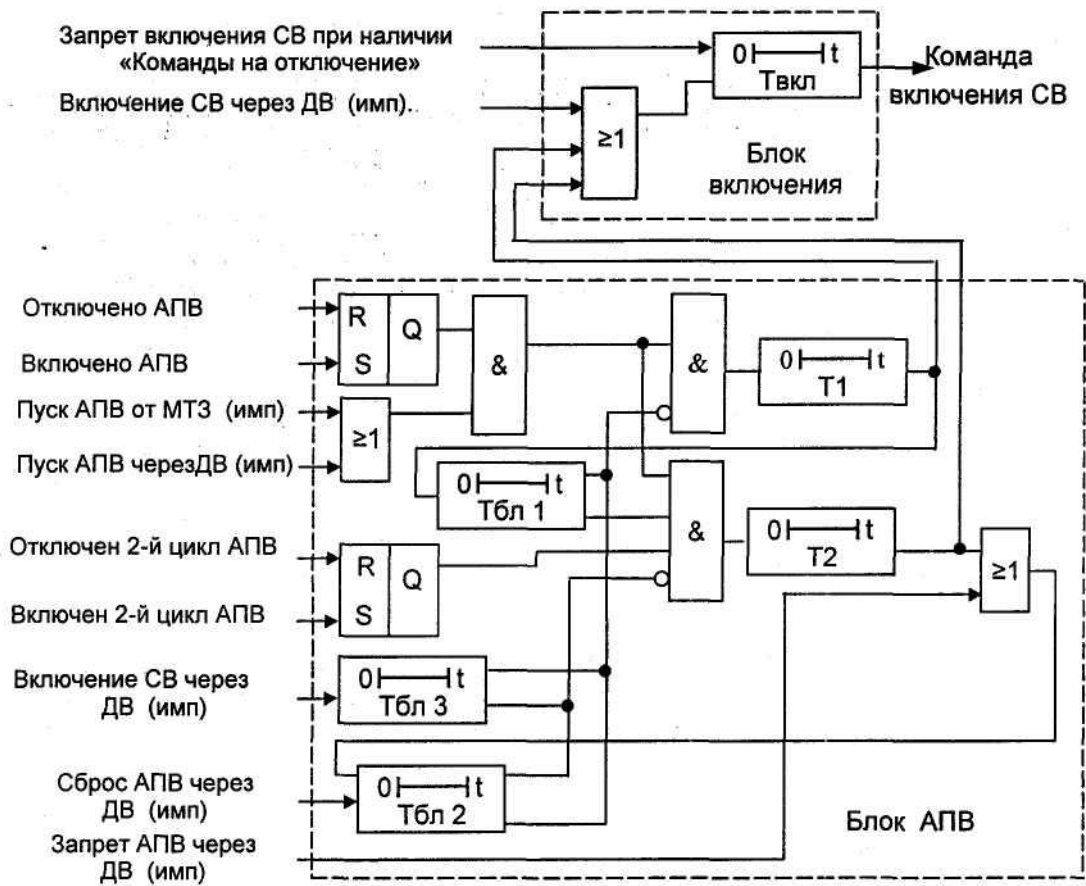 Запрет включения СВ при наличии
«Команды на отключение»
0 t
Твкл
Команда
включения СВ
Включение СВ через ДВ (имп).
≥1
Блок
включения
Отключено АПВ
R
Q
S
Включено АПВ
&
&
0 t
Т1
Пуск АПВ от МТЗ (имп)
≥1
Пуск АПВ черезДВ (имп)
0 t
Тбл 1
&
0 t
Т2
≥1
Отключен 2-й цикл АПВ
R
Q
S
Включен 2-й цикл АПВ
Включение СВ через
ДВ (имп)
0 t
Тбл 3
Сброс АПВ через
ДВ (имп)
0 t
Тбл 2
Запрет АПВ через
ДВ (имп)
Блок АПВ